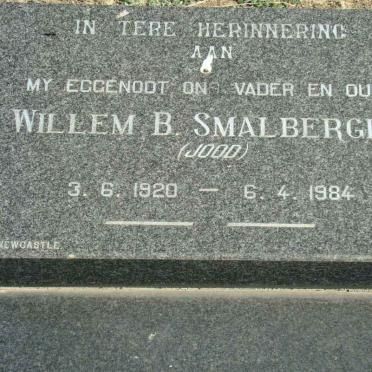 IN TERE HERINNERING
AAN
MY EGGENOOT ONS VADER EN OU
WILLEM B. SMALBERG
(JOOD)
3. 6. 1920 — 6. 4. 1984
NEWCASTLE